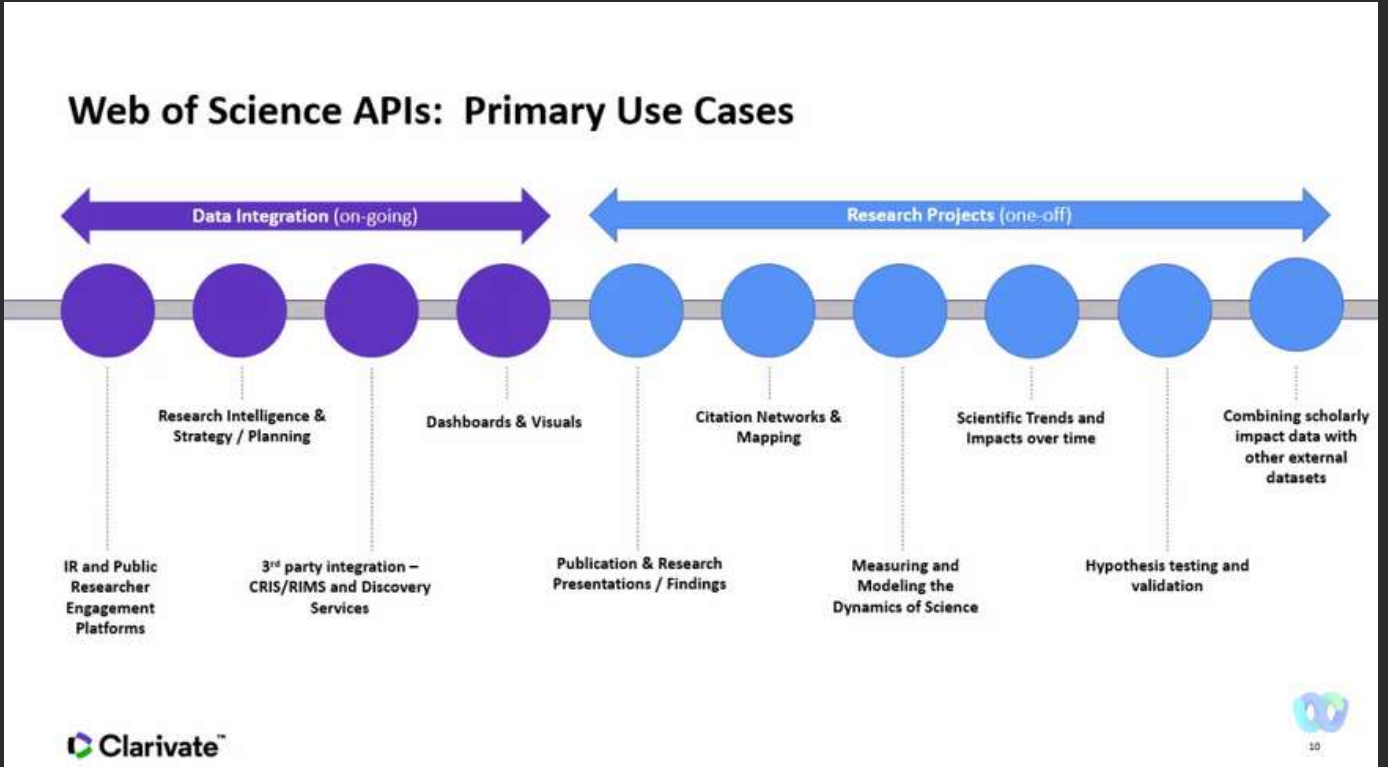 Web of Science APIs:  Primary Use Cases
Data Integration (on-going)
Research Projects (one-off)
Research Intelligence &
Strategy / Planning
Dashboards & Visuals
Citation Networks &
Mapping
Scientific Trends and
Impacts over time
Combining scholarly
impact data with
other external
datasets
IR and Public
Researcher
Engagement
Platforms
3rd party integration –
CRIS/RIMS and Discovery
Services
Publication & Research
Presentations / Findings
Measuring and
Modeling the
Dynamics of Science
Hypothesis testing and
validation
Clarivate™
10